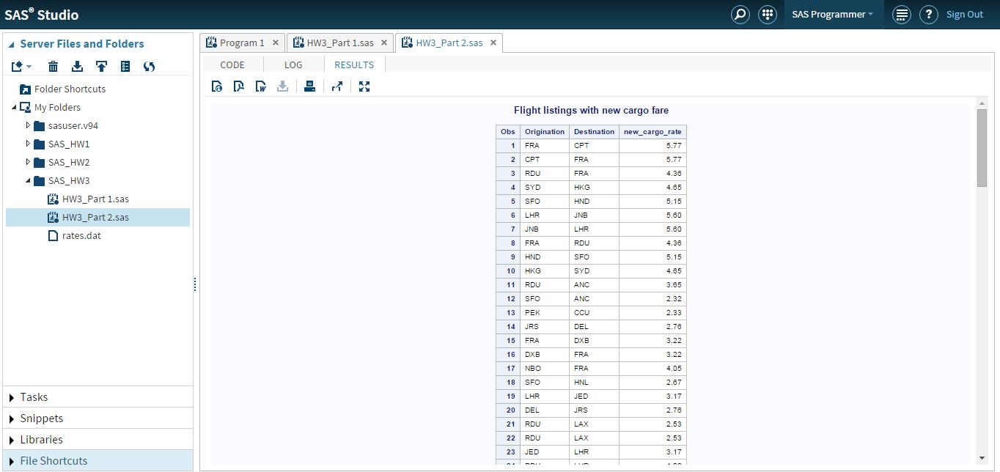 SAS® Studio
SAS Programmer
?
Sign Out
Server Files and Folders
Folder Shortcuts
My Folders
sasuser.v94
SAS_HW1
SAS_HW2
SAS_HW3
HW3_Part 1.sas
HW3_Part 2.sas
rates.dat
Tasks
Snippets
Libraries
File Shortcuts
Program 1 × HW3_Part 1.sas × HW3_Part 2.sas ×
CODE LOG RESULTS
Flight listings with new cargo fare
Obs Origination Destination new_cargo_rate
1 FRA CPT 5.77
2 CPT FRA 5.77
3 RDU FRA 4.36
4 SYD HKG 4.65
5 SFO HND 5.15
6 LHR JNB 5.60
7 JNB LHR 5.60
8 FRA RDU 4.36
9 HND SFO 5.15
10 HKG SYD 4.65
11 RDU ANC 3.65
12 SFO ANC 2.32
13 PEK CCU 2.33
14 JRS DEL 2.76
15 FRA DXB 3.22
16 DXB FRA 3.22
17 NBO FRA 4.05
18 SFO HNL 2.67
19 LHR JED 3.17
20 DEL JRS 2.76
21 RDU LAX 2.53
22 RDU LAX 2.53
23 JED LHR 3.17